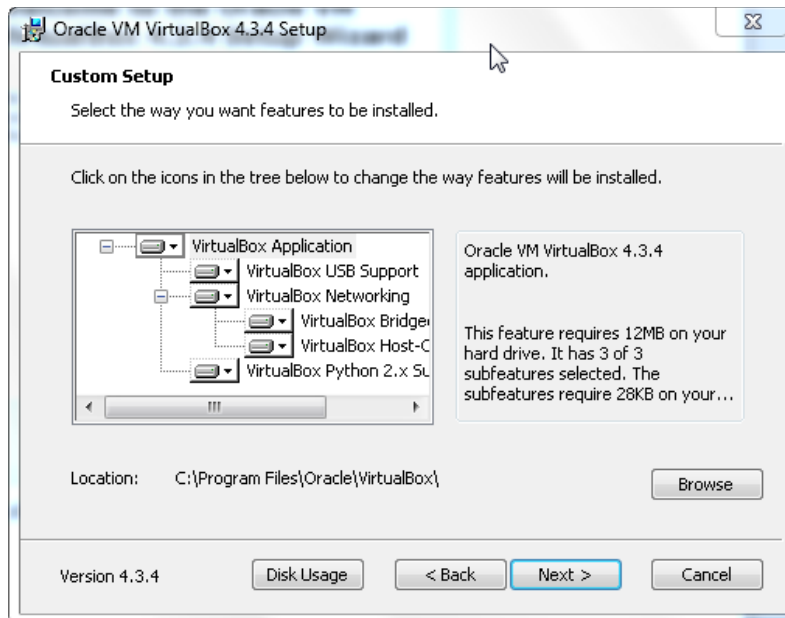 Oracle VM VirtualBox 4.3.4 Setup
Custom Setup
Select the way you want features to be installed.
Click on the icons in the tree below to change the way features will be installed.
VirtualBox Application
VirtualBox USB Support
VirtualBox Networking
VirtualBox Bridge
VirtualBox Host-C
VirtualBox Python 2.x Su
Oracle VM VirtualBox 4.3.4
application.
This feature requires 12MB on your
hard drive. It has 3 of 3
subfeatures selected. The
subfeatures require 28KB on your...
Location: C:\Program Files\Oracle\VirtualBox\
Browse
Version 4.3.4
Disk Usage
< Back
Next >
Cancel